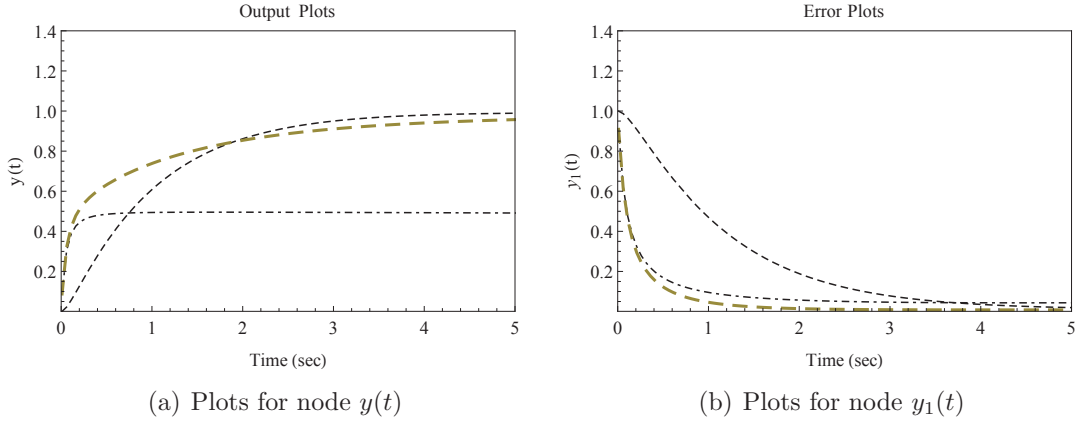 Output Plots
1.4
1.2
1.0
0.8
0.6
0.4
0.2
y(t)
0 1 2 3 4 5
Time (sec)
(a) Plots for node y(t)
Error Plots
1.4
1.2
1.0
0.8
0.6
0.4
0.2
y₁(t)
0 1 2 3 4 5
Time (sec)
(b) Plots for node y₁(t)